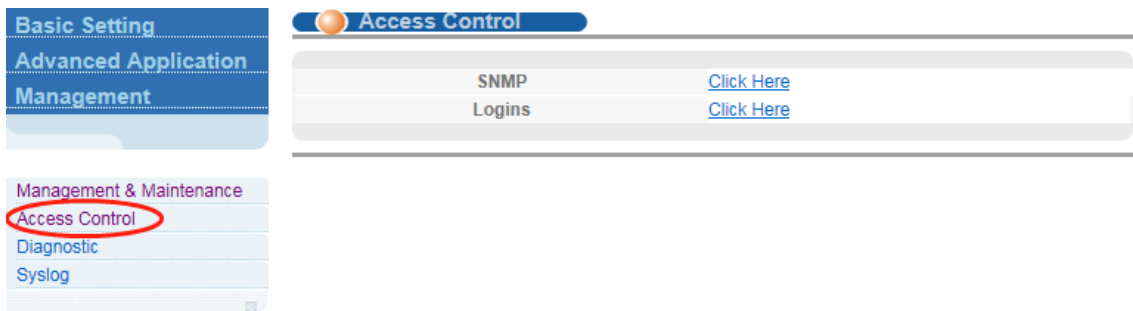 Basic Setting
Advanced Application
Management
Management & Maintenance
Access Control
Diagnostic
Syslog
Access Control
SNMP Click Here
Logins Click Here